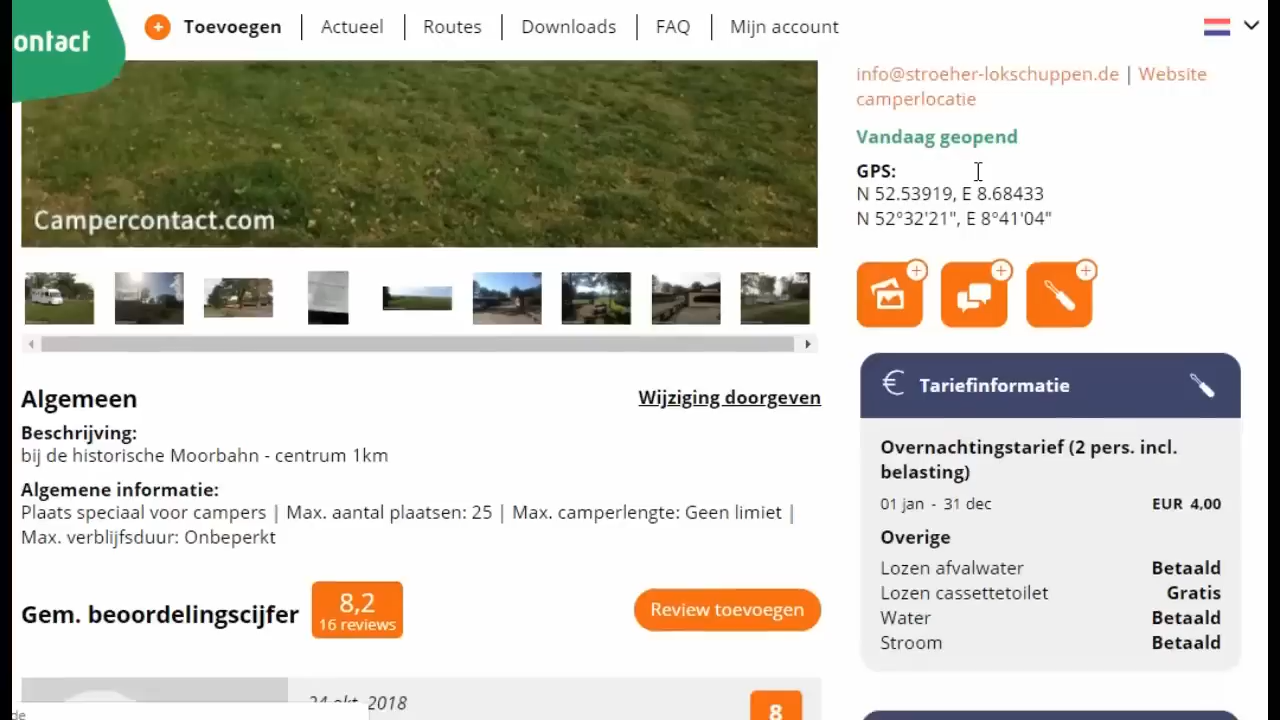 ontact
Toevoegen | Actueel | Routes | Downloads | FAQ | Mijn account
Campercontact.com
info@stroeher-lokschuppen.de | Website
camperlocatie
Vandaag geopend
GPS:
N 52.53919, E 8.68433
N 52°32'21", E 8°41'04"
Algemeen
Wijziging doorgeven
Beschrijving:
bij de historische Moorbahn - centrum 1km
Algemene informatie:
Plaats speciaal voor campers | Max. aantal plaatsen: 25 | Max. camperlengte: Geen limiet |
Max. verblijfsduur: Onbeperkt
Gem. beoordelingscijfer
8,2
16 reviews
Review toevoegen
24 okt. 2018
8
de
€ Tariefinformatie
Overnachtingstarief (2 pers. incl.
belasting)
01 jan - 31 dec EUR 4,00
Overige
Lozen afvalwater Betaald
Lozen cassettetoilet Gratis
Water Betaald
Stroom Betaald